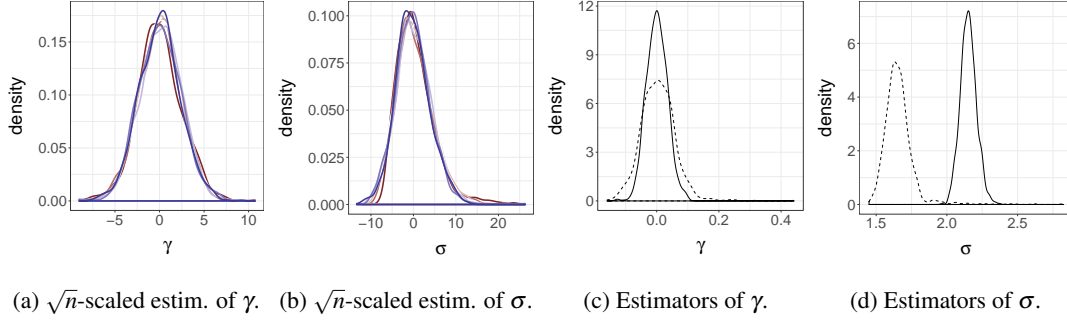 density
0.15
0.10
0.05
0.00
−5
0
5
10
γ
density
0.100
0.075
0.050
0.025
0.000
−10
0
10
20
σ
density
12
9
6
3
0
0.0
0.2
0.4
γ
density
6
4
2
0
1.5
2.0
2.5
σ
(a) √n-scaled estim. of γ.
(b) √n-scaled estim. of σ.
(c) Estimators of γ.
(d) Estimators of σ.